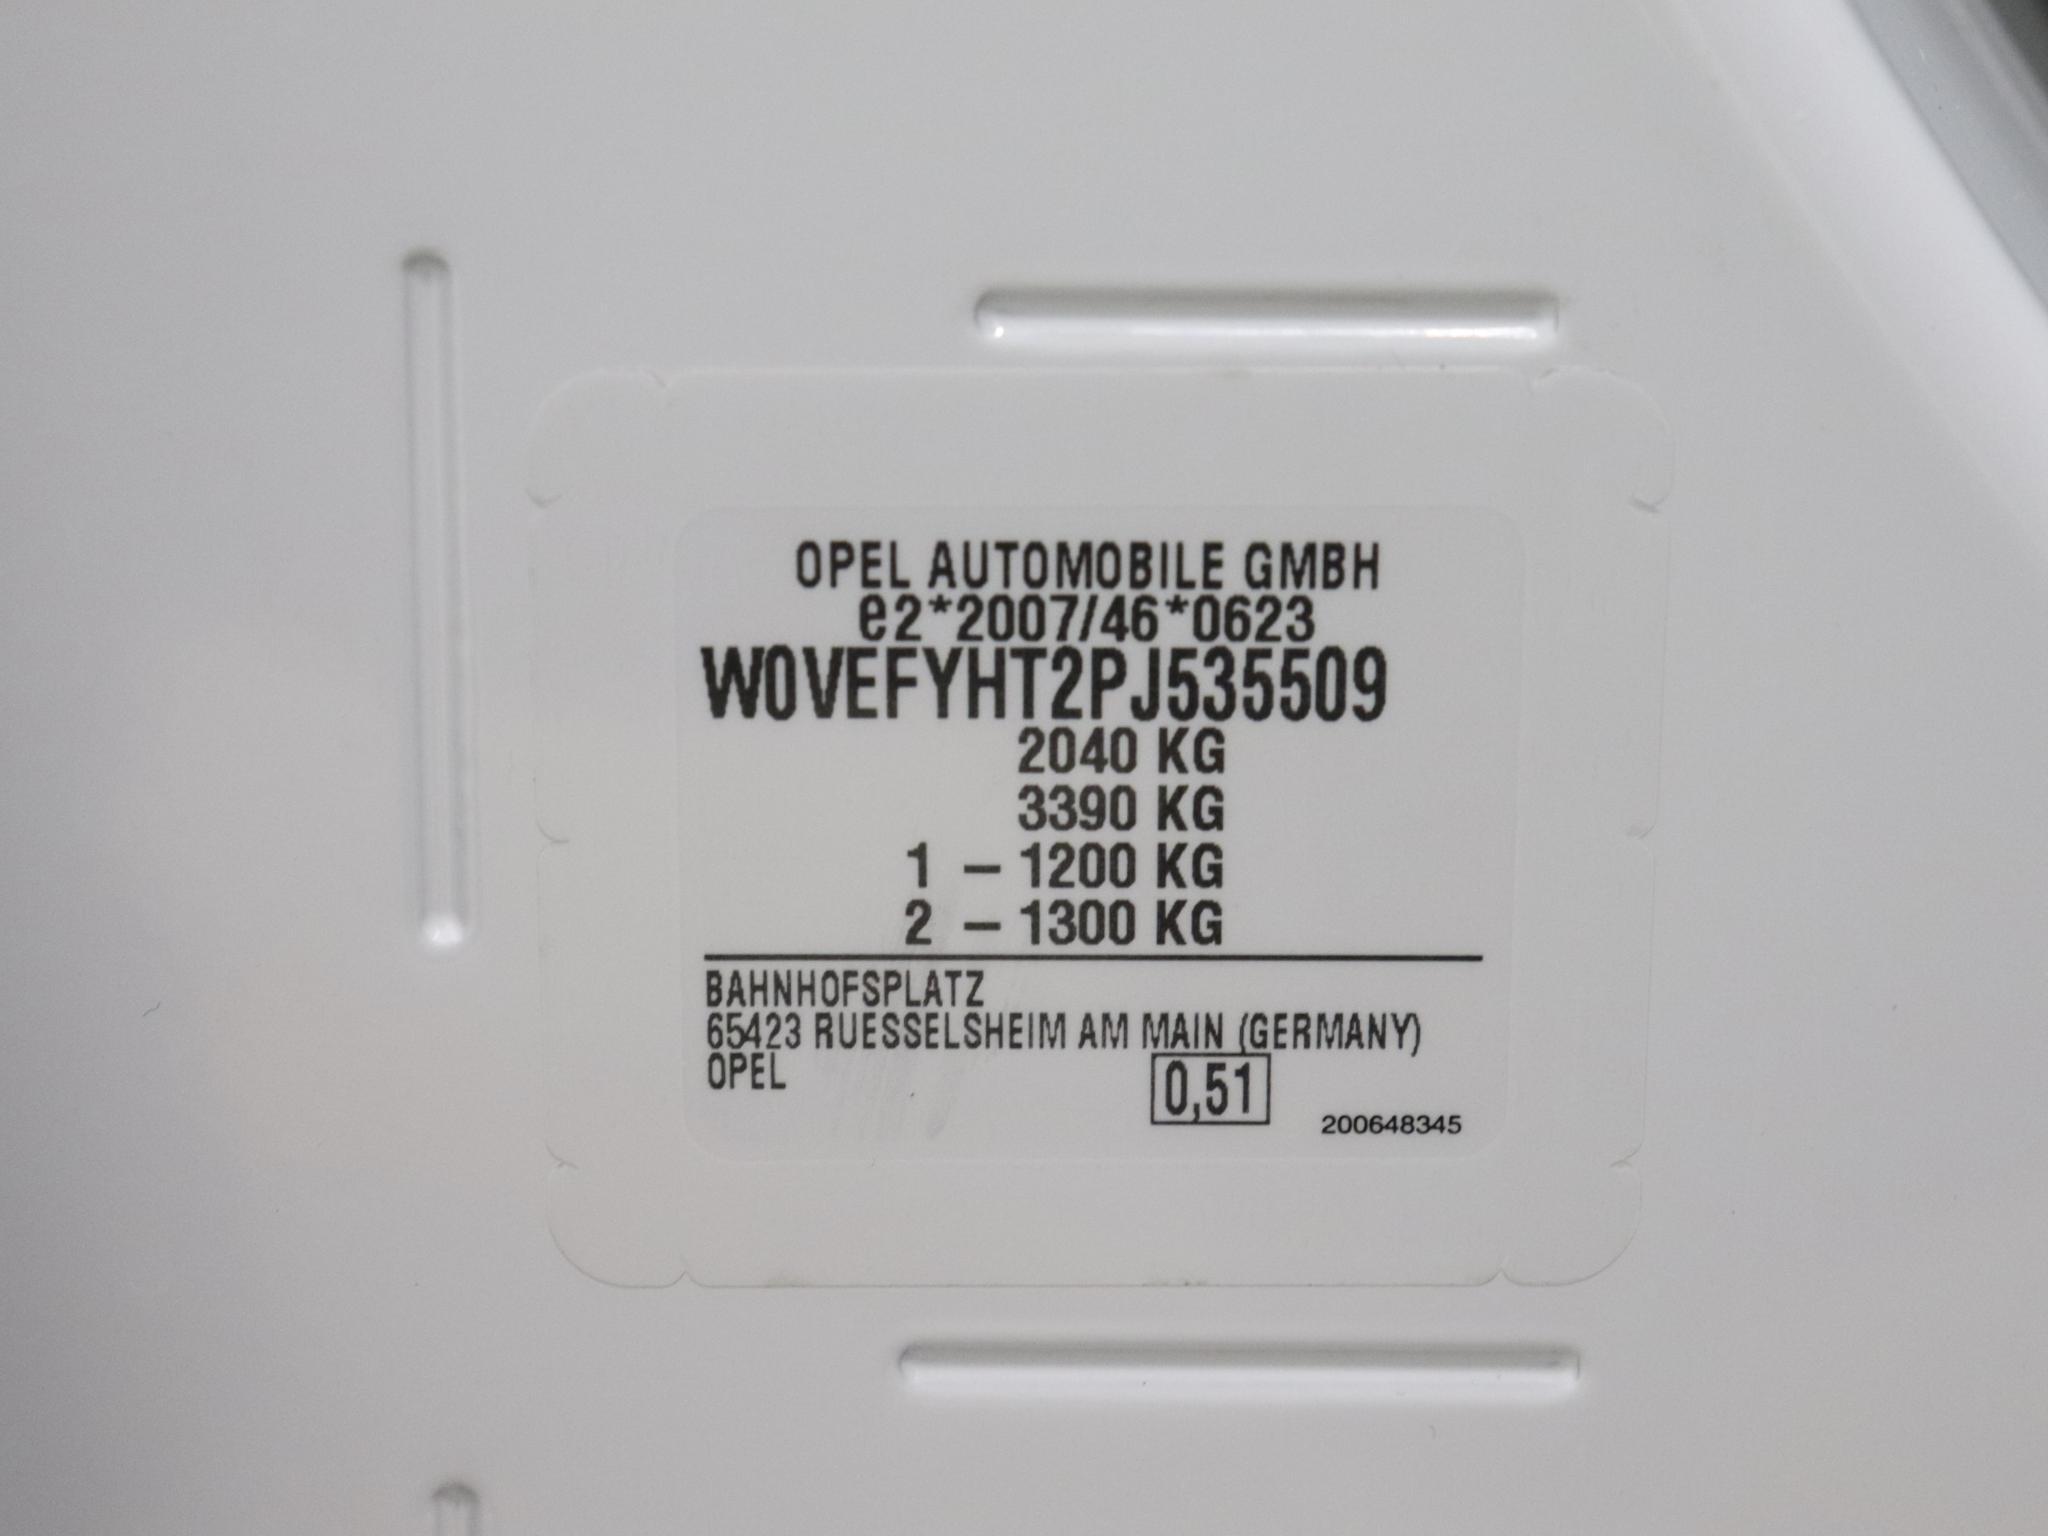 OPEL AUTOMOBILE GMBH
e2*2007/46*0623
W0VEFYHT2PJ535509
2040 KG
3390 KG
1 – 1200 KG
2 – 1300 KG
BAHNHOFSPLATZ
65423 RUESSELSHEIM AM MAIN (GERMANY)
OPEL
0,51
200648345